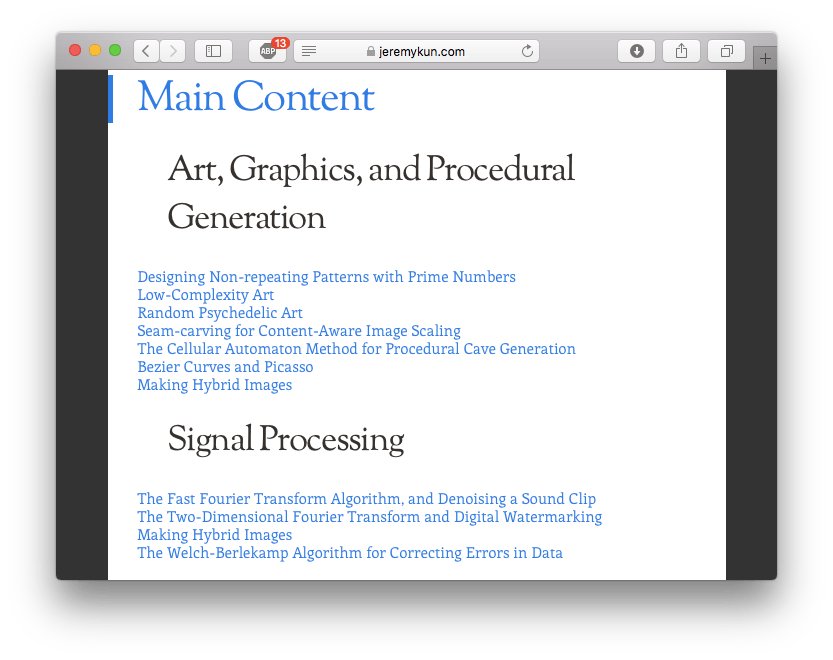 ABP
13
jeremykun.com
Main Content
Art, Graphics, and Procedural
Generation
Designing Non-repeating Patterns with Prime Numbers
Low-Complexity Art
Random Psychedelic Art
Seam-carving for Content-Aware Image Scaling
The Cellular Automaton Method for Procedural Cave Generation
Bezier Curves and Picasso
Making Hybrid Images
Signal Processing
The Fast Fourier Transform Algorithm, and Denoising a Sound Clip
The Two-Dimensional Fourier Transform and Digital Watermarking
Making Hybrid Images
The Welch-Berlekamp Algorithm for Correcting Errors in Data